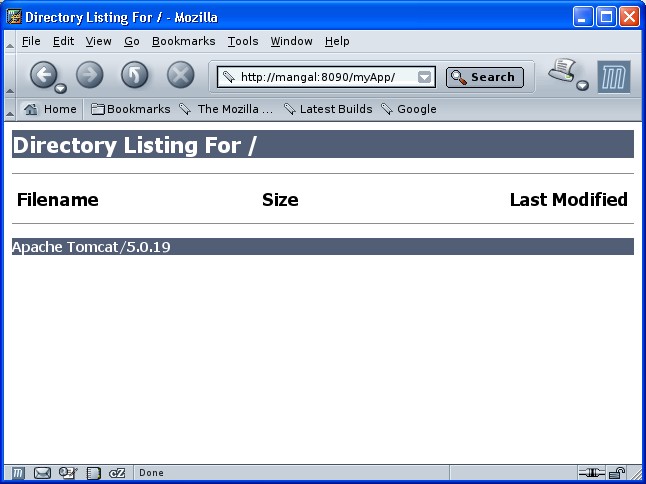 Directory Listing For / - Mozilla
File Edit View Go Bookmarks Tools Window Help
http://mangal:8090/myApp/ Search
Home Bookmarks The Mozilla ... Latest Builds Google
Directory Listing For /
Filename Size Last Modified
Apache Tomcat/5.0.19
Done